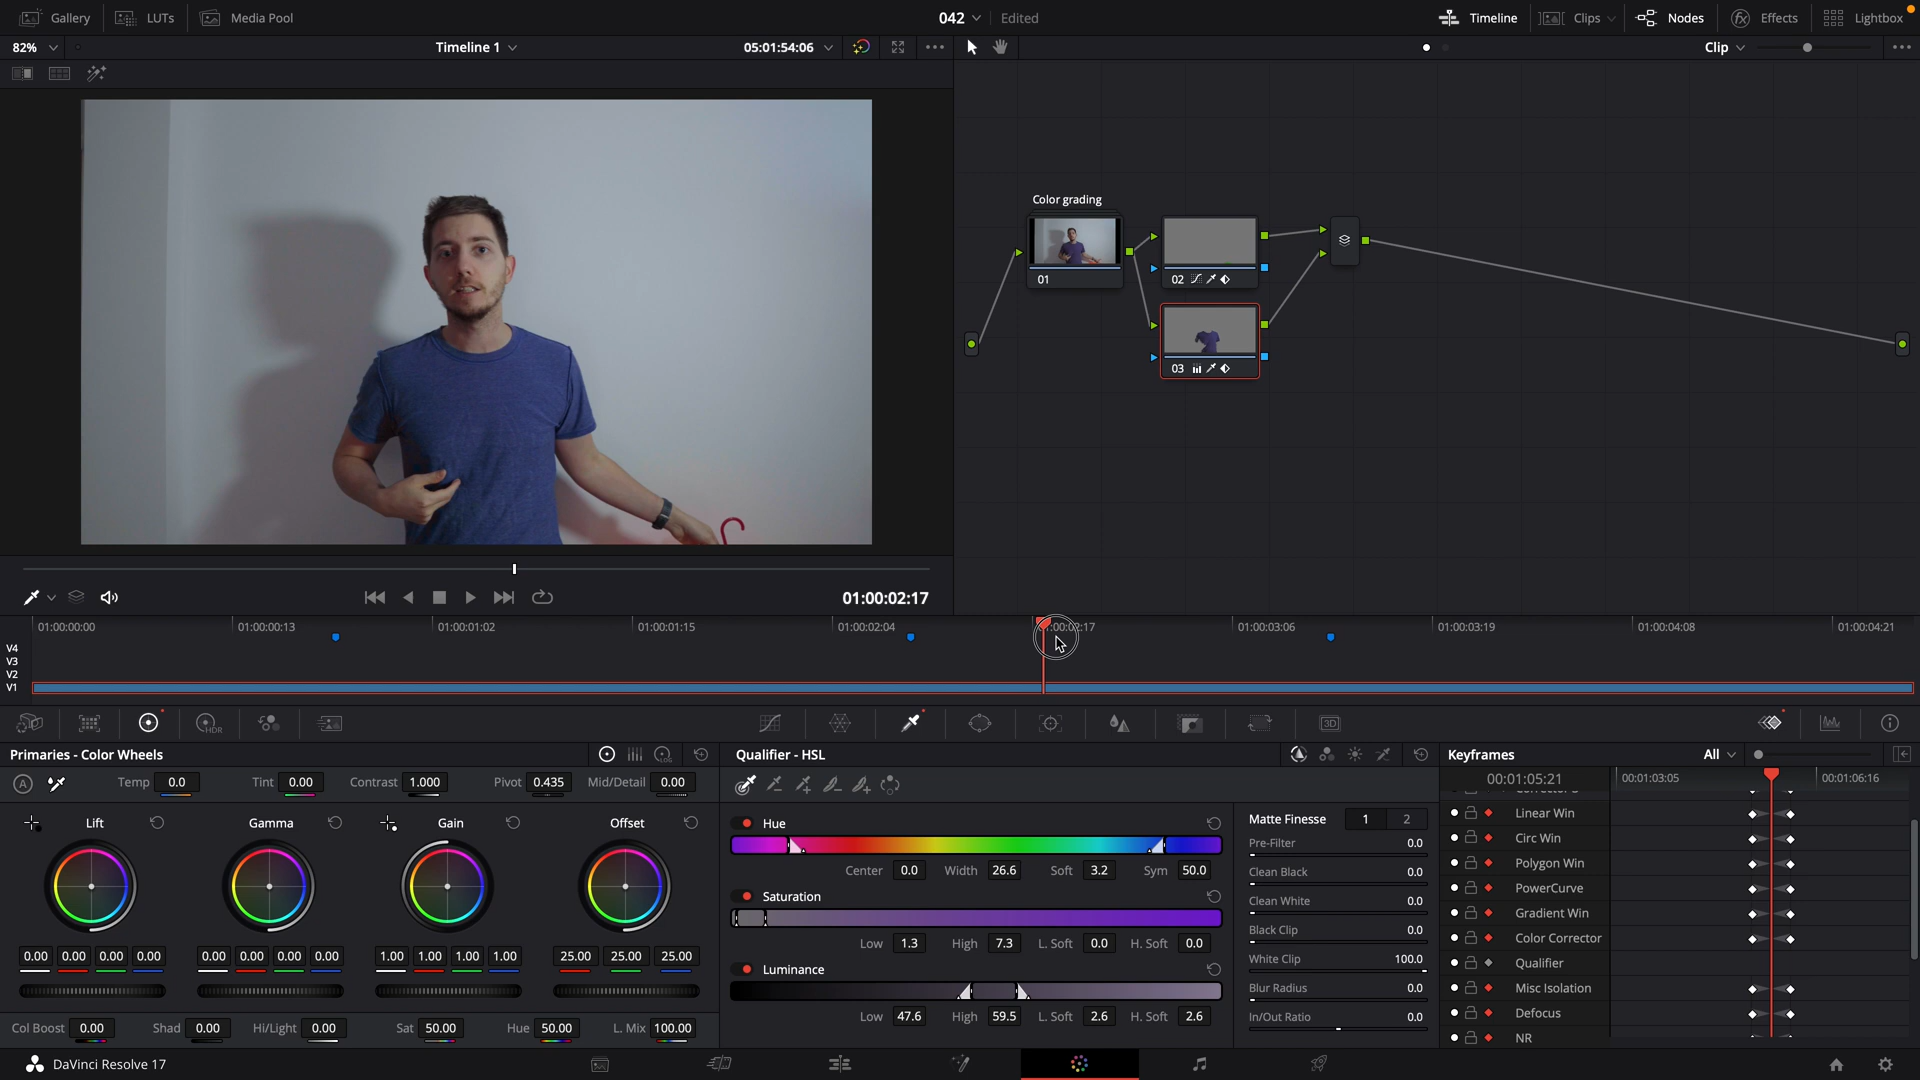 Gallery LUTs Media Pool 042 Edited Timeline Clips Nodes Effects Lightbox
82% Timeline 1 05:01:54:06 Clip
Color grading
01
02
03
01:00:02:17
01:00:00:00 01:00:00:13 01:00:01:02 01:00:01:15 01:00:02:04 :00:02:17 01:00:03:06 01:00:03:19 01:00:04:08 01:00:04:21
V4
V3
V2
V1
HDR
3D
Primaries - Color Wheels LOG
A Temp 0.0 Tint 0.00 Contrast 1.000 Pivot 0.435 Mid/Detail 0.00
Lift Gamma Gain Offset
0.00 0.00 0.00 0.00 0.00 0.00 0.00 0.00 1.00 1.00 1.00 1.00 25.00 25.00 25.00
Col Boost 0.00 Shad 0.00 Hi/Light 0.00 Sat 50.00 Hue 50.00 L. Mix 100.00
Qualifier - HSL
Hue
Center 0.0 Width 26.6 Soft 3.2 Sym 50.0
Saturation
Low 1.3 High 7.3 L. Soft 0.0 H. Soft 0.0
Luminance
Low 47.6 High 59.5 L. Soft 2.6 H. Soft 2.6
Matte Finesse 1 2
Pre-Filter 0.0
Clean Black 0.0
Clean White 0.0
Black Clip 0.0
White Clip 100.0
Blur Radius 0.0
In/Out Ratio 0.0
Keyframes All
00:01:05:21 00:01:03:05 00:01:06:16
Linear Win
Circ Win
Polygon Win
PowerCurve
Gradient Win
Color Corrector
Qualifier
Misc Isolation
Defocus
NR
DaVinci Resolve 17